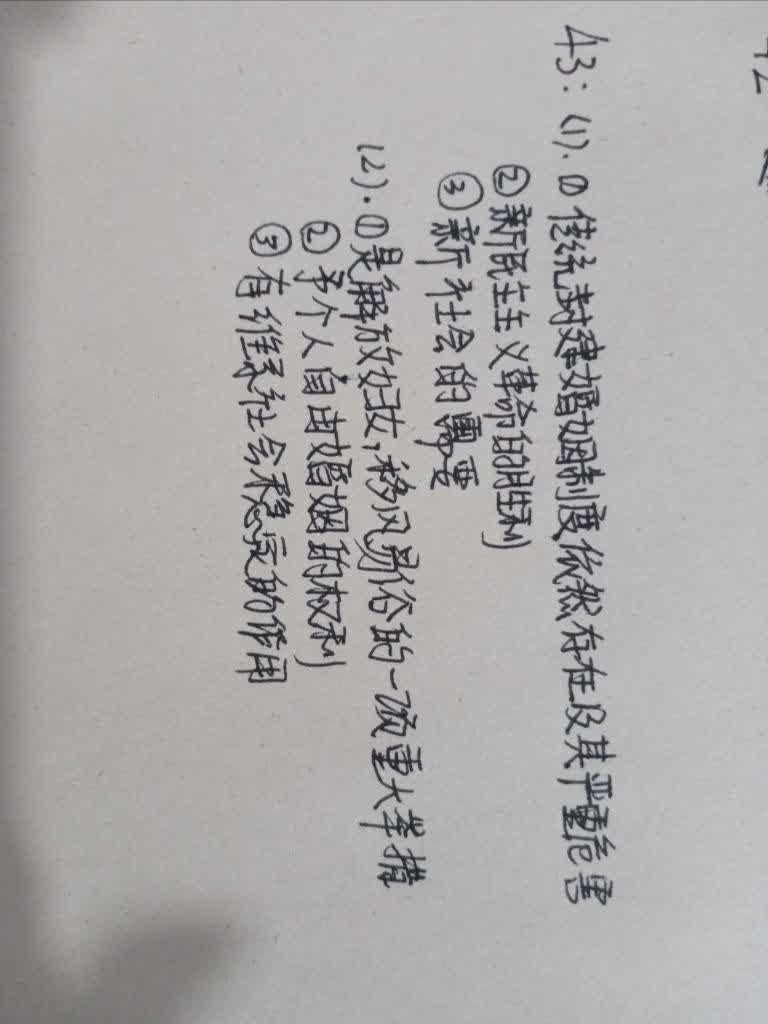 43：(1)．①传统封建婚姻制度依然存在及其严重危害
②新民主主义革命的胜利
③新社会的需要
(2)．①是解放妇女，移风易俗的一项重大举措
②予个人自由婚姻的权利
③有维系社会稳定的作用